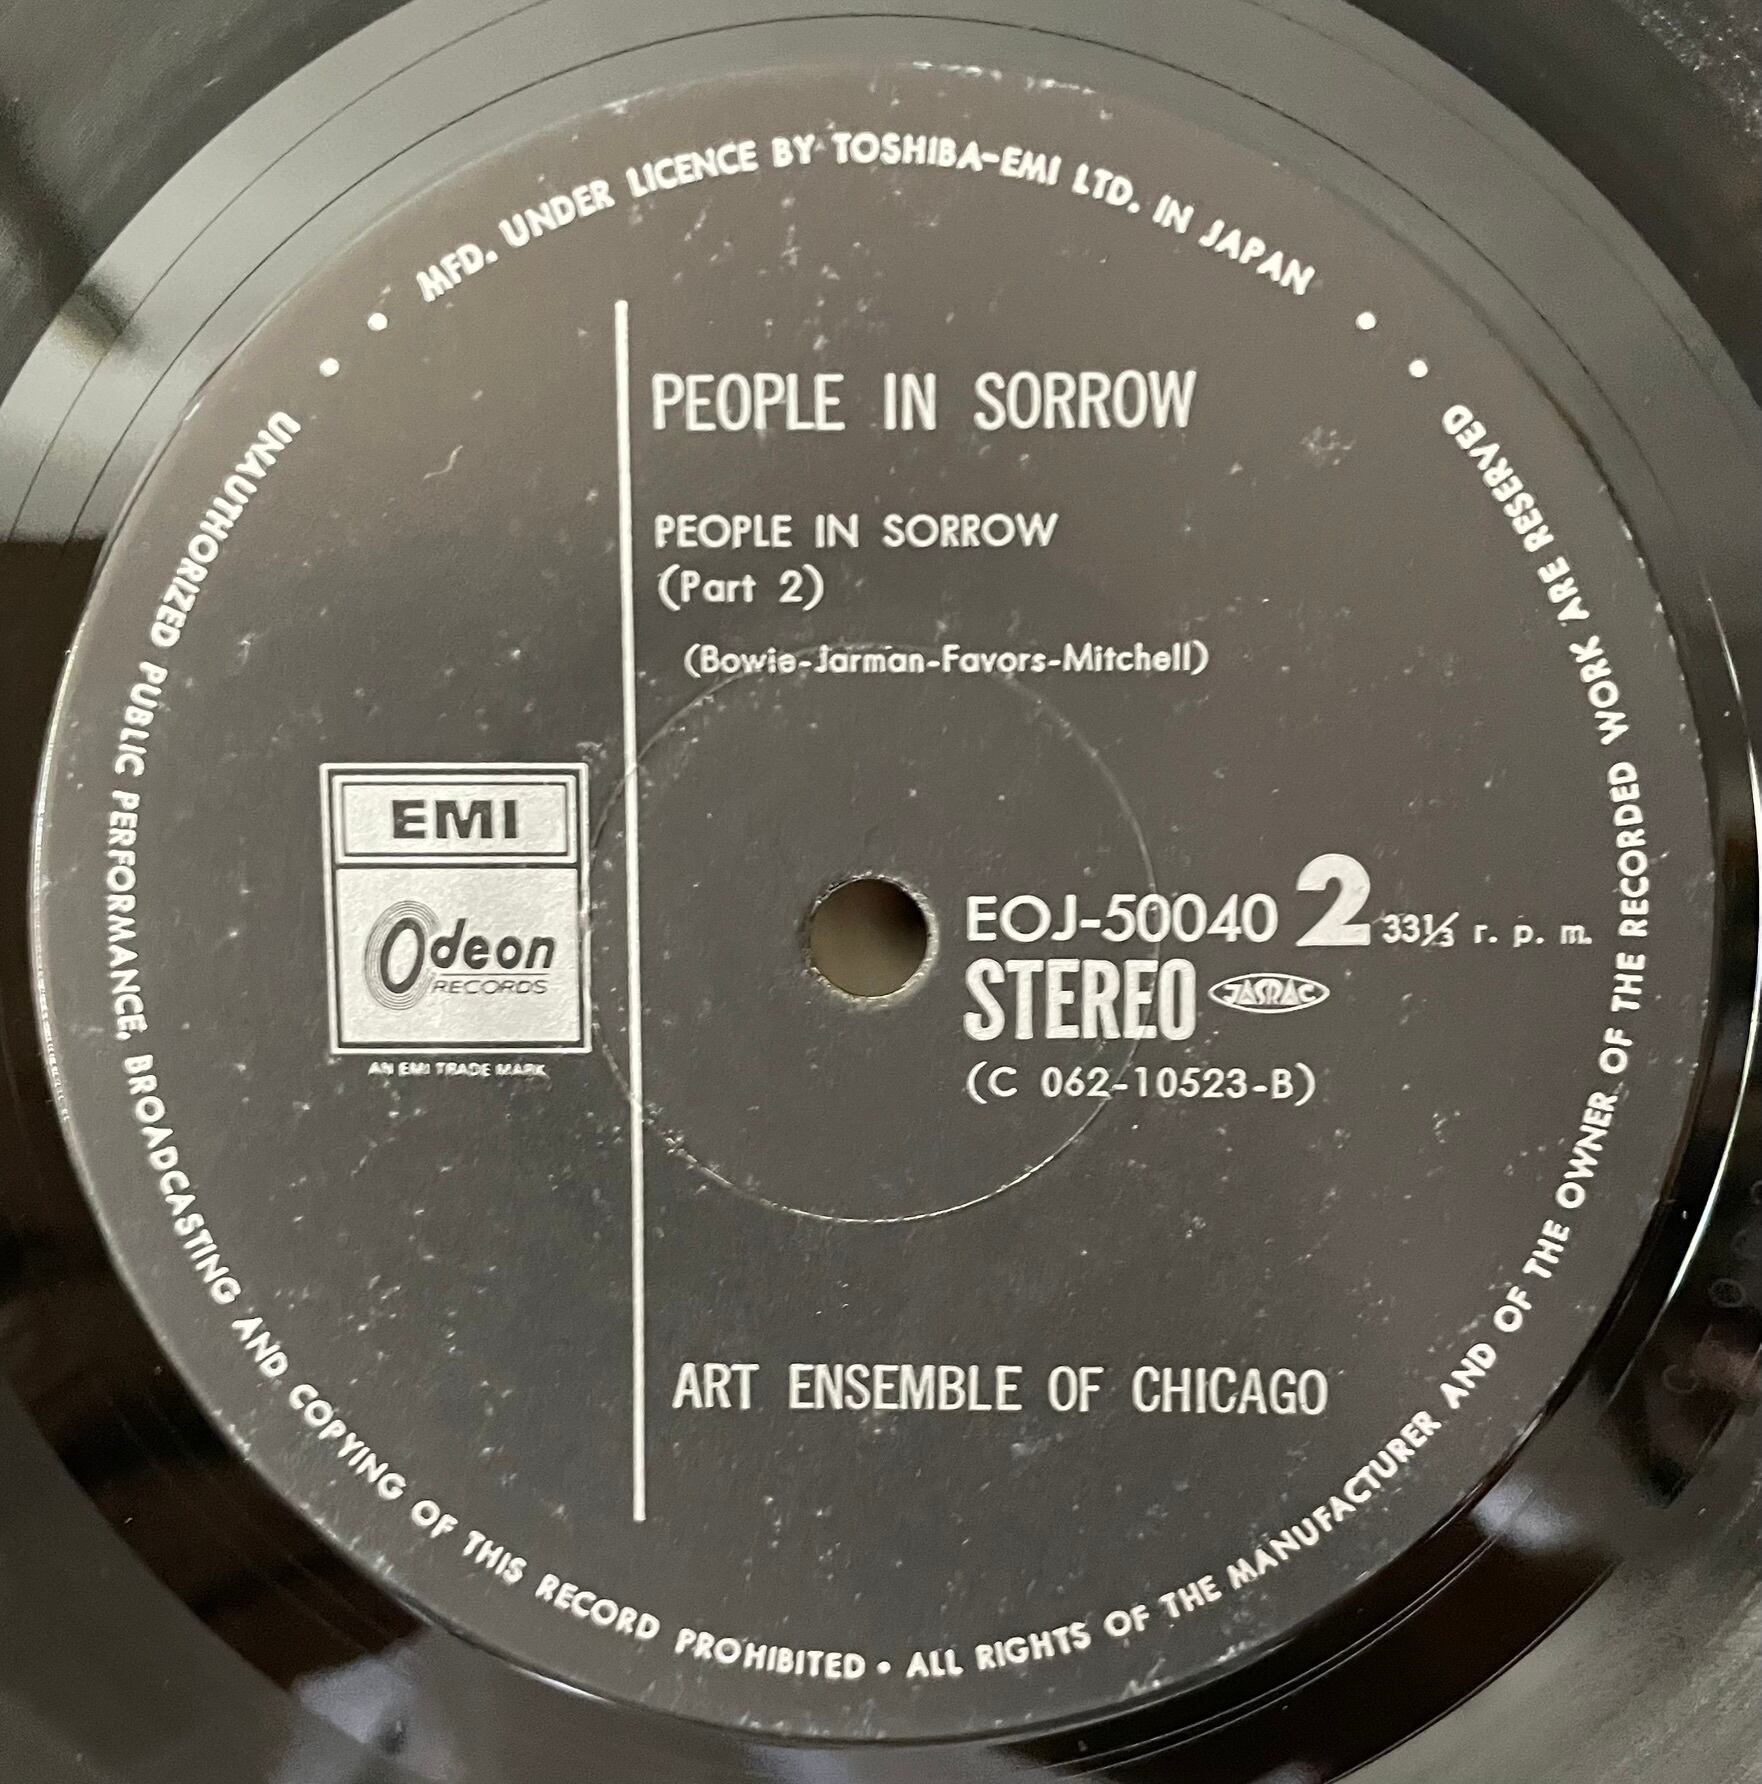 MFD. UNDER LICENCE BY TOSHIBA-EMI LTD. IN JAPAN
PEOPLE IN SORROW
PEOPLE IN SORROW
(Part 2)
(Bowie-Jarman-Favors-Mitchell)
EMI
Odeon
RECORDS
AN EMI TRADE MARK
EOJ-50040 2 33⅓ r. p. m.
STEREO JASRAC
(C 062-10523-B)
ART ENSEMBLE OF CHICAGO
UNAUTHORIZED PUBLIC PERFORMANCE, BROADCASTING AND COPYING OF THIS RECORD PROHIBITED • ALL RIGHTS OF THE MANUFACTURER AND OF THE OWNER OF THE RECORDED WORK ARE RESERVED